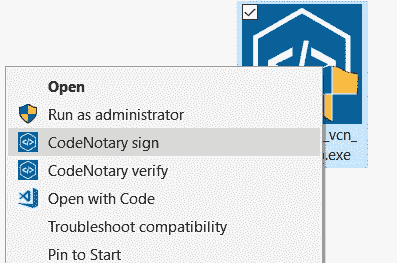 Open
Run as administrator
CodeNotary sign
_vcn_
CodeNotary verify
.exe
Open with Code
Troubleshoot compatibility
Pin to Start